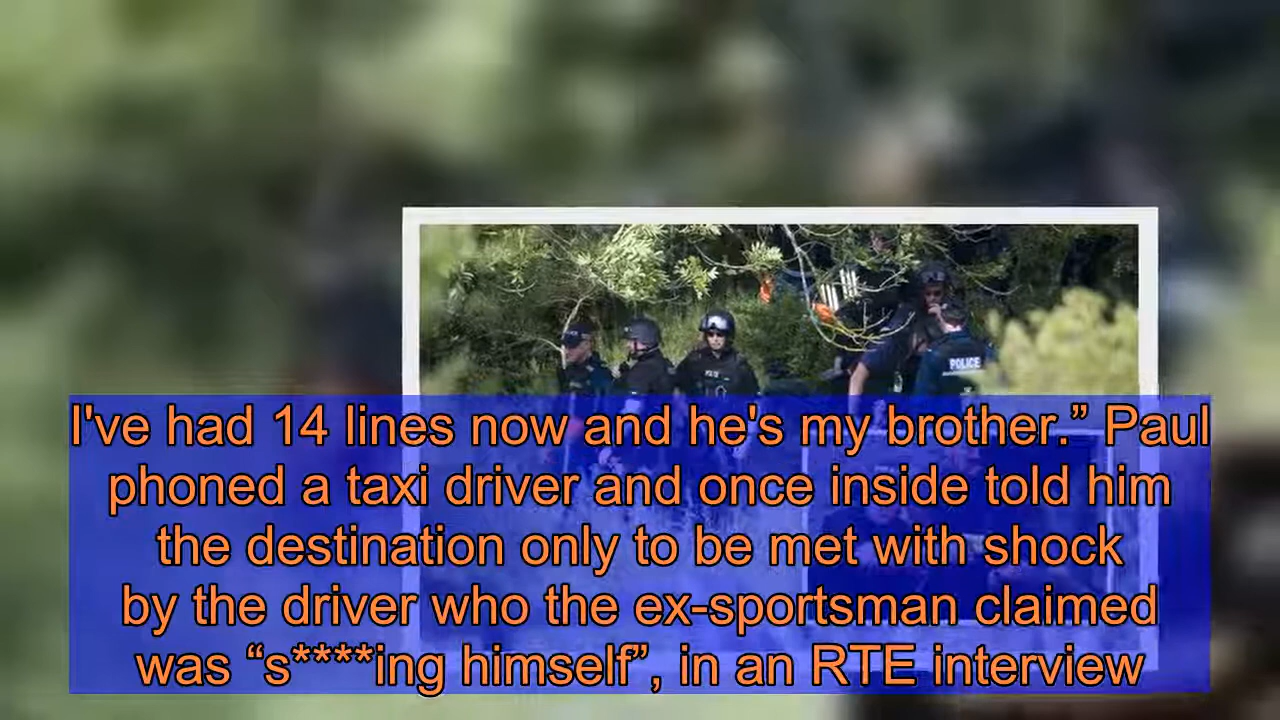 POLICE
I've had 14 lines now and he's my brother.” Paul
phoned a taxi driver and once inside told him
the destination only to be met with shock
by the driver who the ex-sportsman claimed
was “s****ing himself”, in an RTE interview